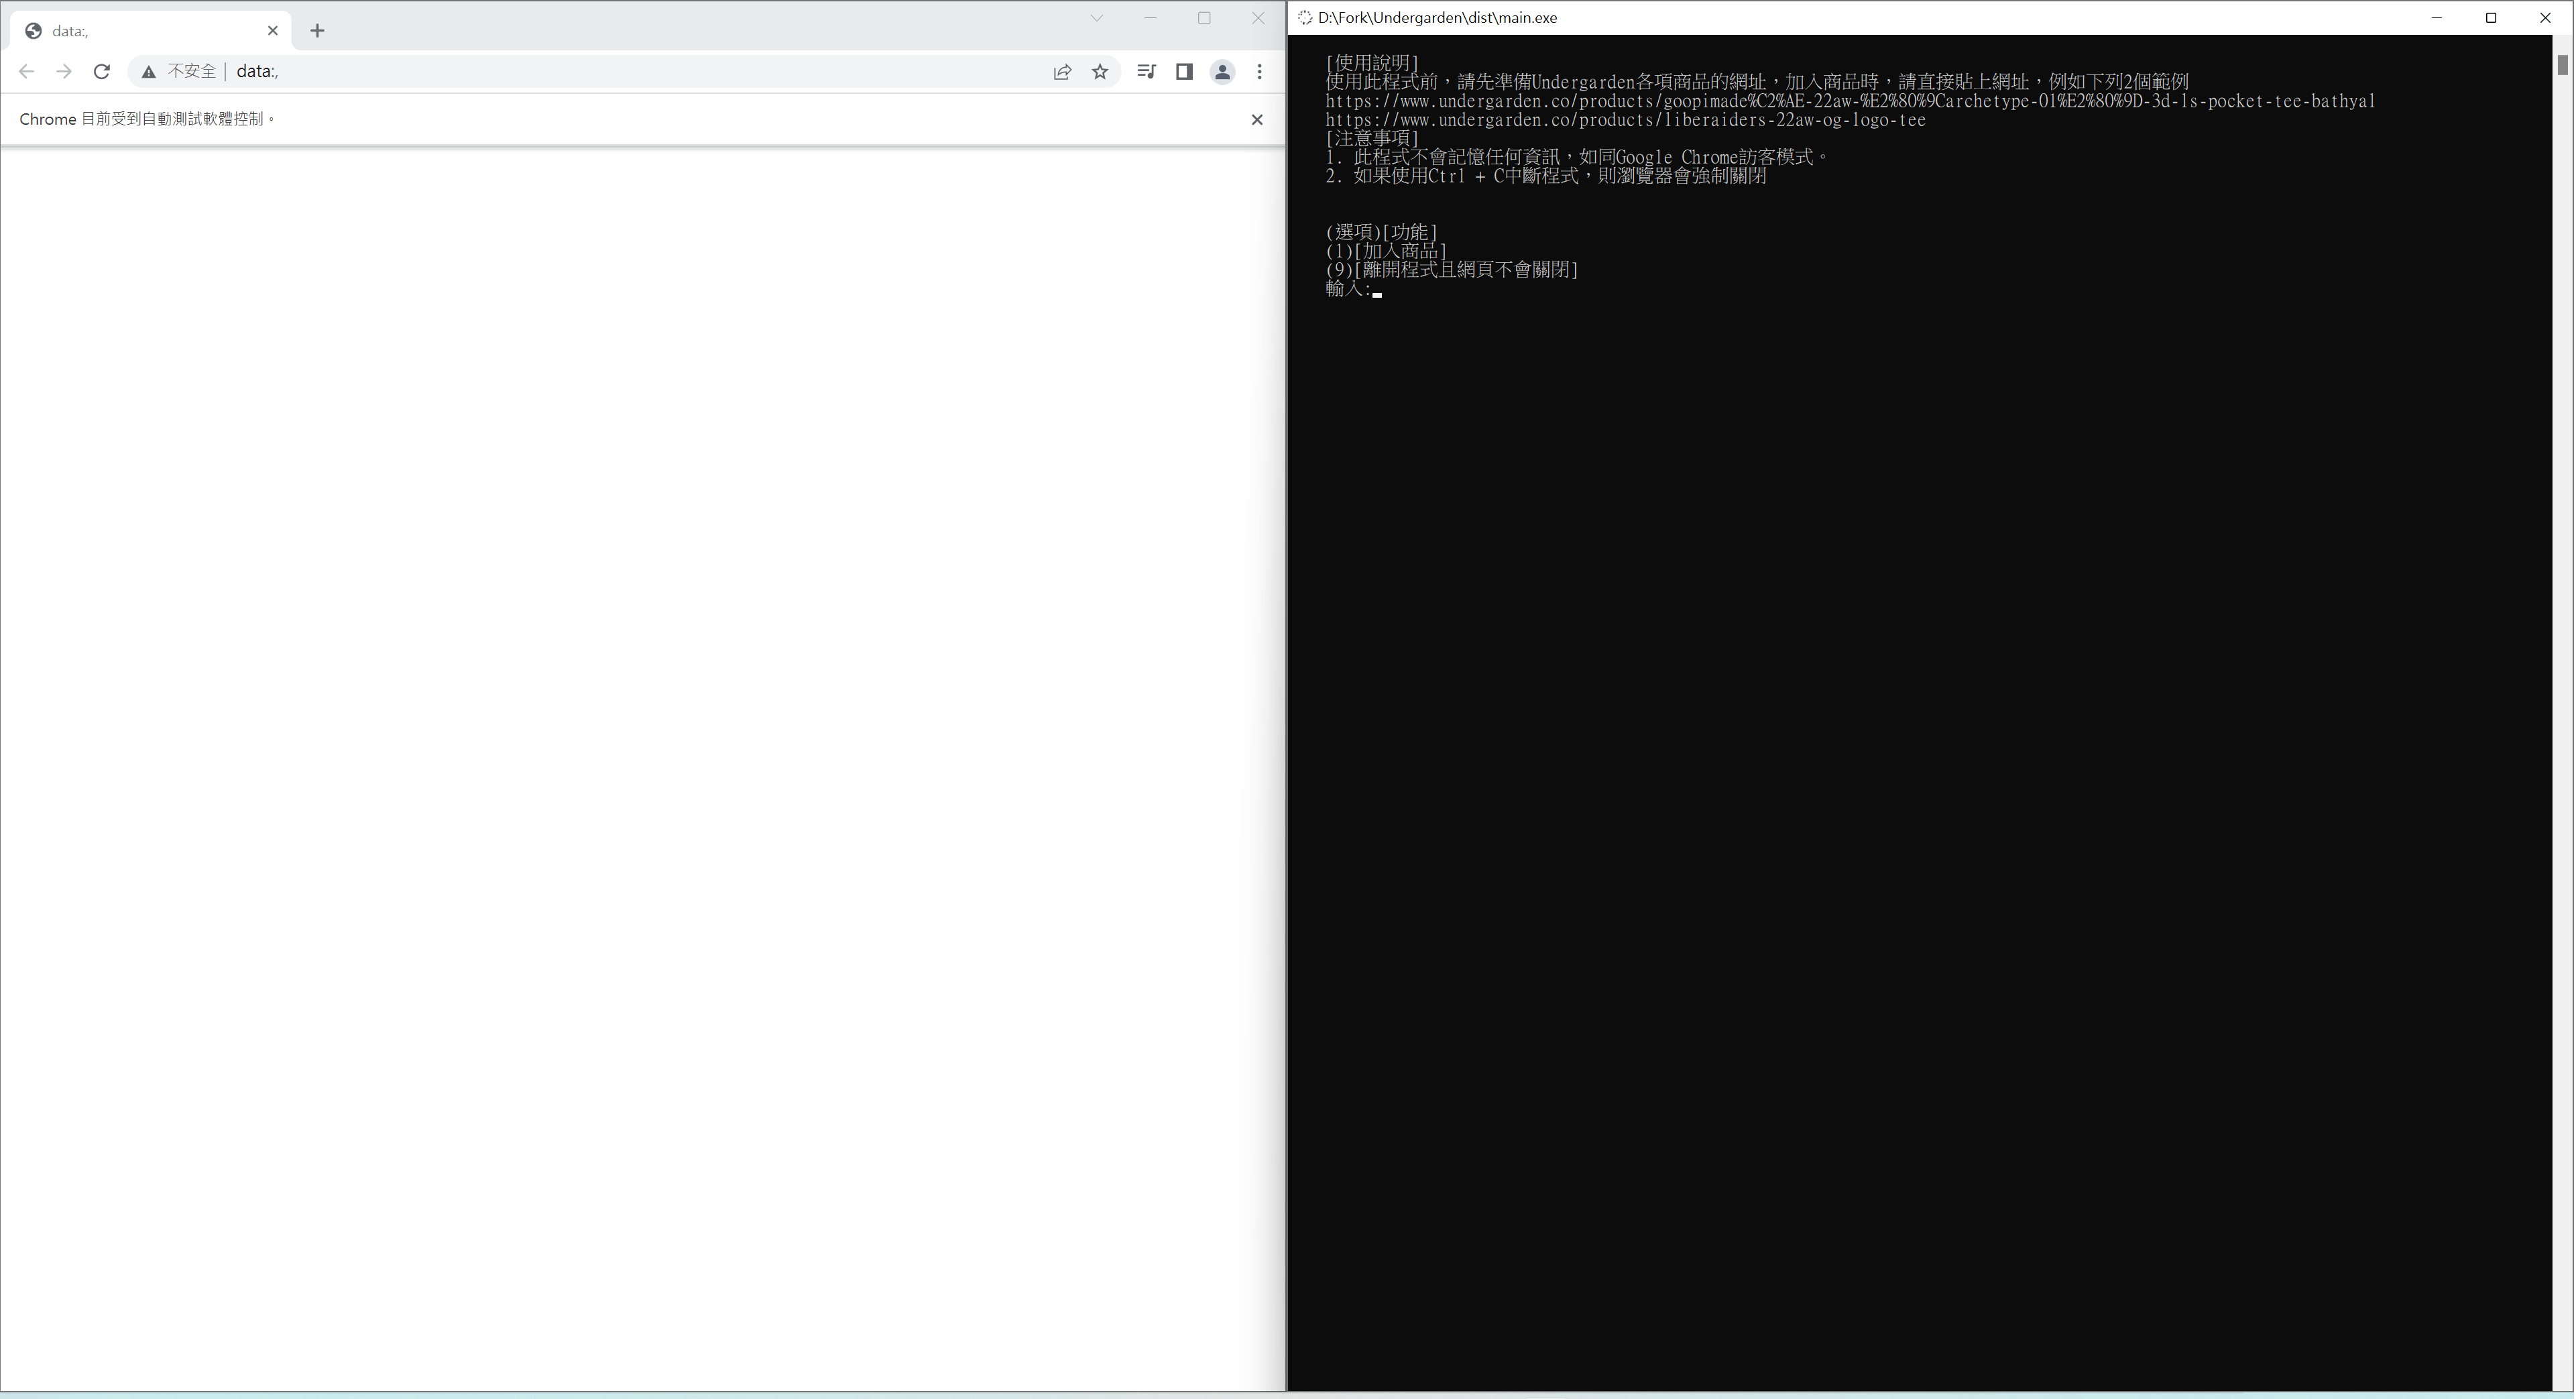 data:,
不安全 | data:,
Chrome 目前受到自動測試軟體控制。
D:\Fork\Undergarden\dist\main.exe
[使用說明]
使用此程式前，請先準備Undergarden各項商品的網址，加入商品時，請直接貼上網址，例如下列2個範例
https://www.undergarden.co/products/goopimade%C2%AE-22aw-%E2%80%9Carchetype-01%E2%80%9D-3d-ls-pocket-tee-bathyal
https://www.undergarden.co/products/liberaiders-22aw-og-logo-tee
[注意事項]
1. 此程式不會記憶任何資訊，如同Google Chrome訪客模式。
2. 如果使用Ctrl + C中斷程式，則瀏覽器會強制關閉
(選項)[功能]
(1)[加入商品]
(9)[離開程式且網頁不會關閉]
輸入: